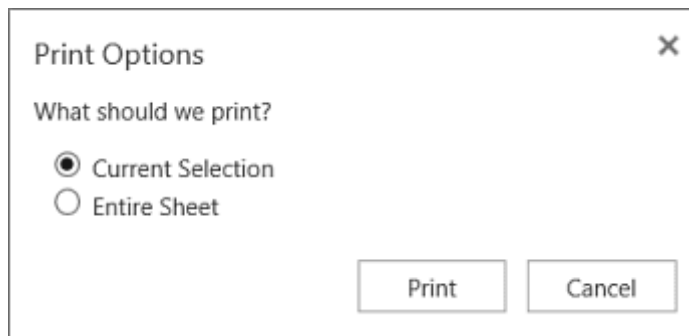 Print Options
What should we print?
Current Selection
Entire Sheet
Print Cancel